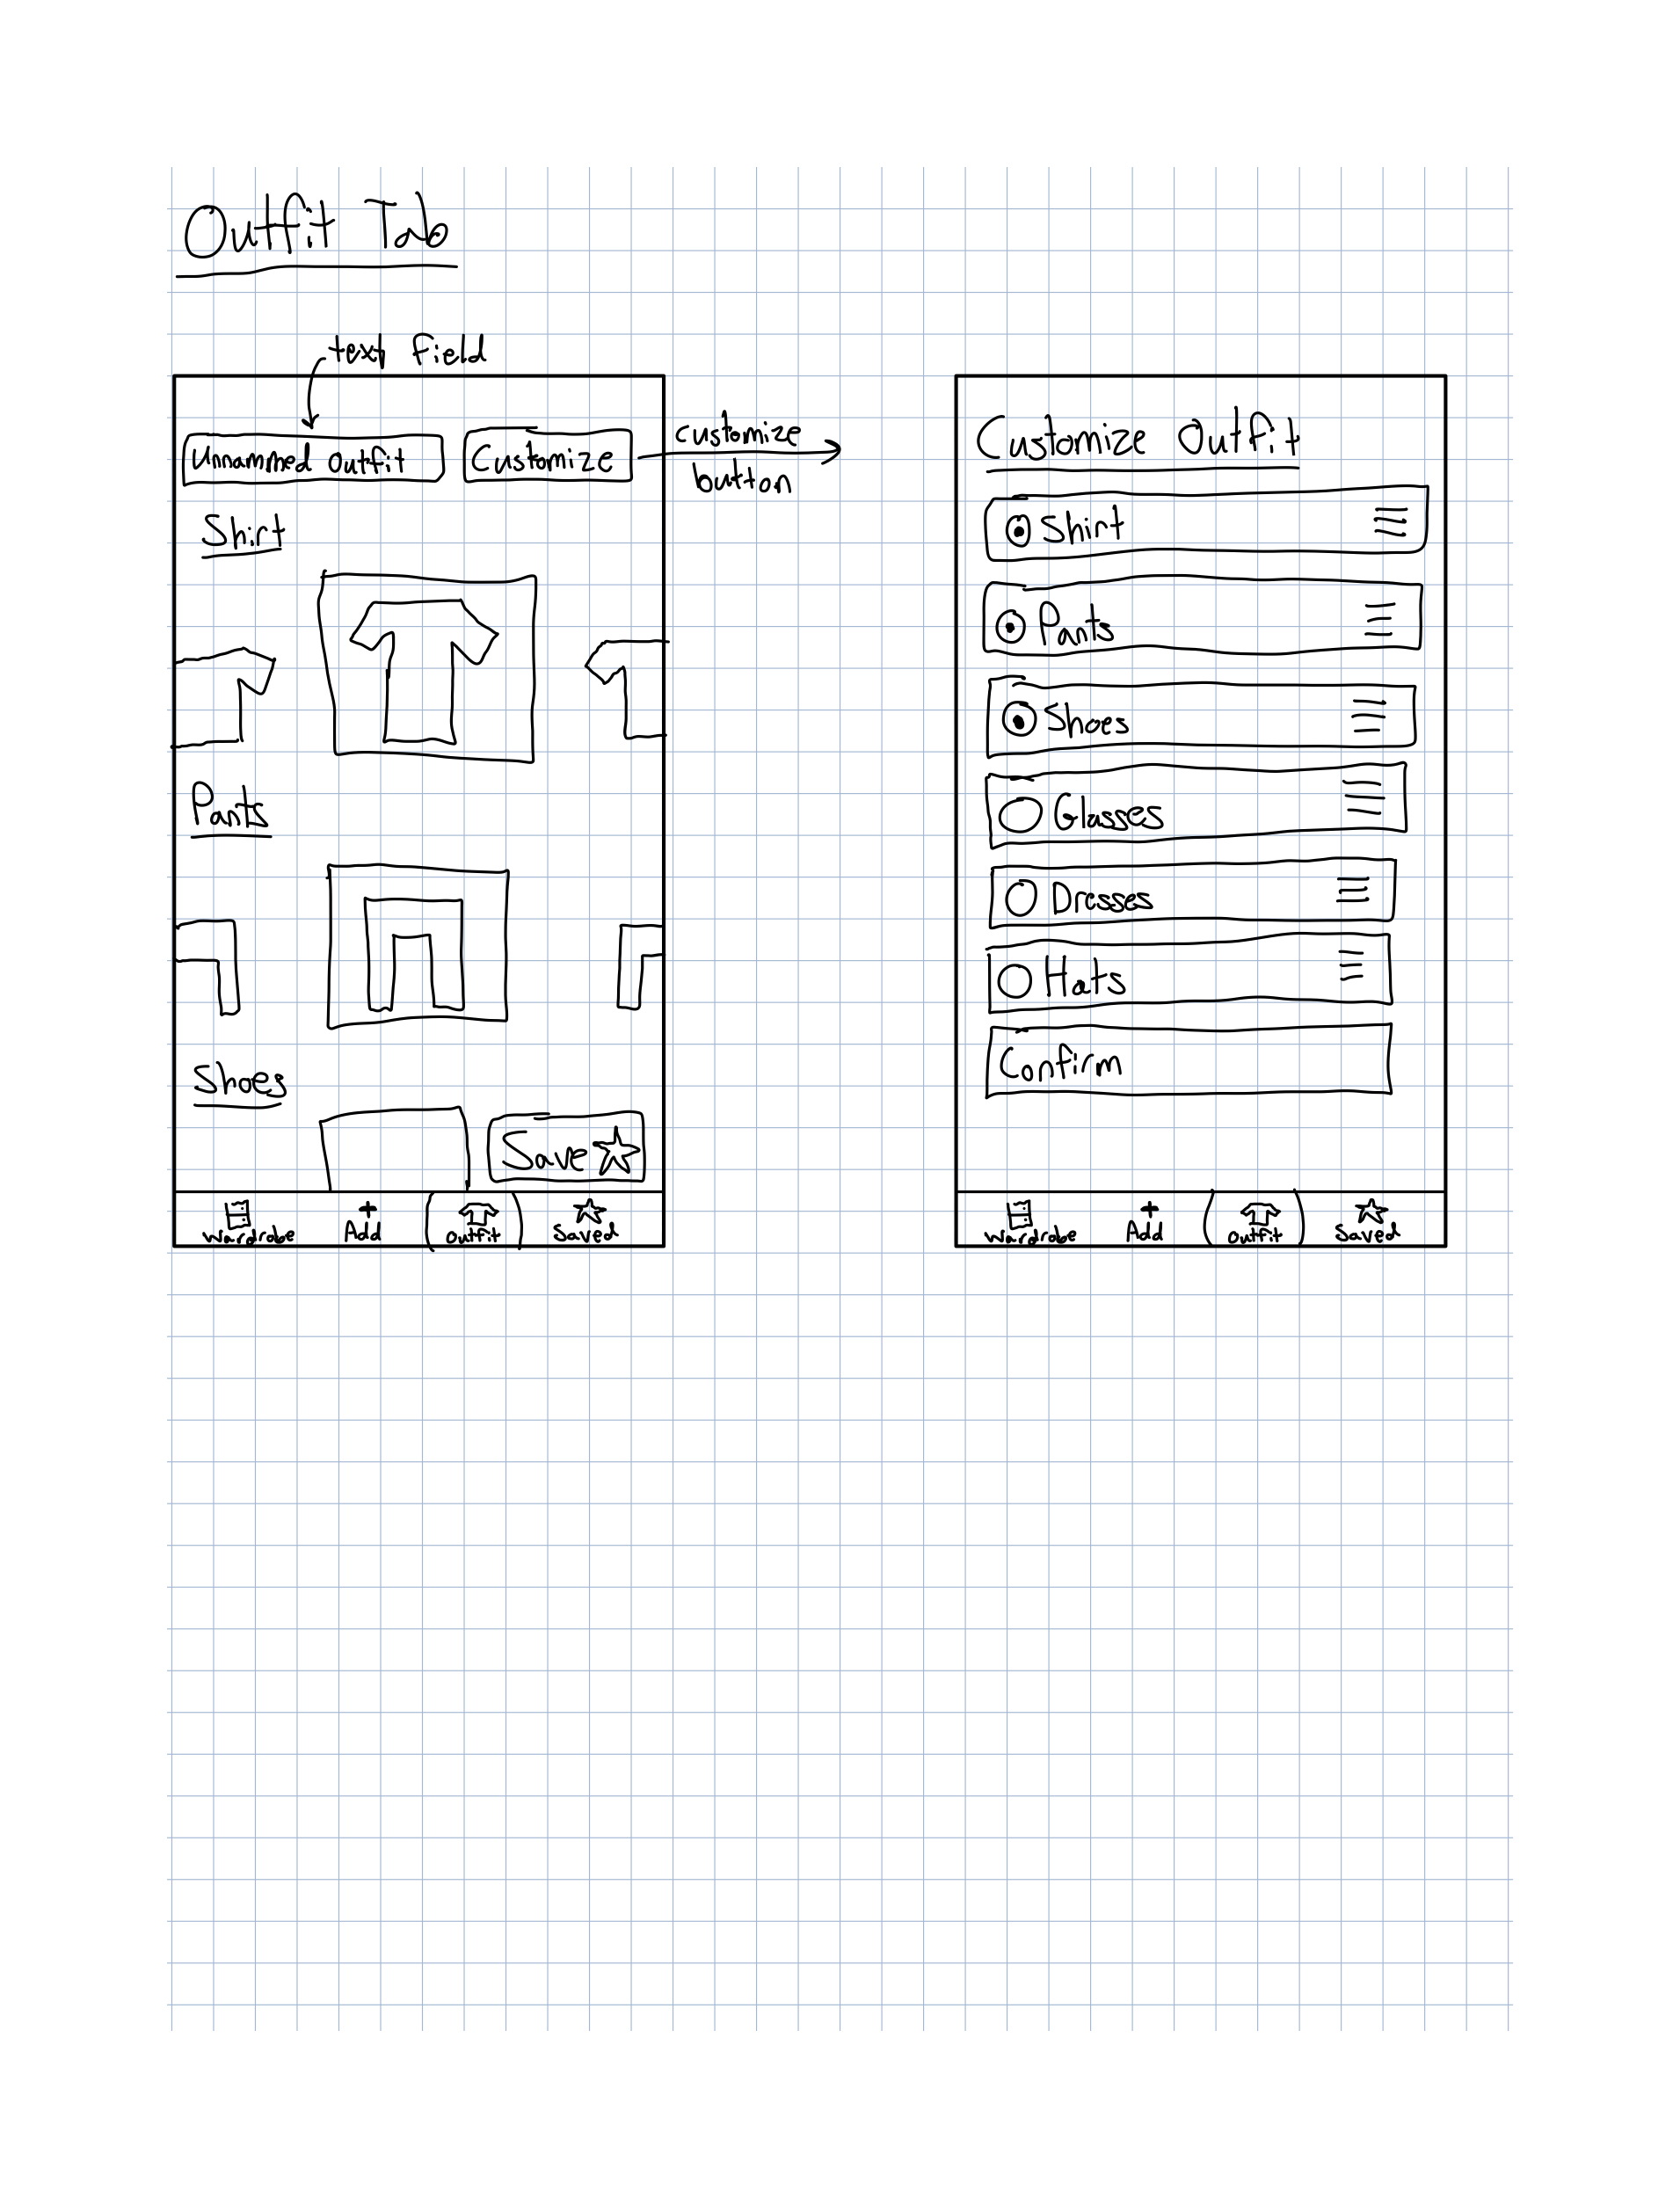 Outfit Tab
text field
Unnammed Outfit
Customize
customize
button
Shirt
Pants
Shoes
Save
Wardrobe
Add
Outfit
Saved
Customize Outfit
Shirt
Pants
Shoes
Glasses
Dresses
Hats
Confirm
Wardrobe
Add
Outfit
Saved